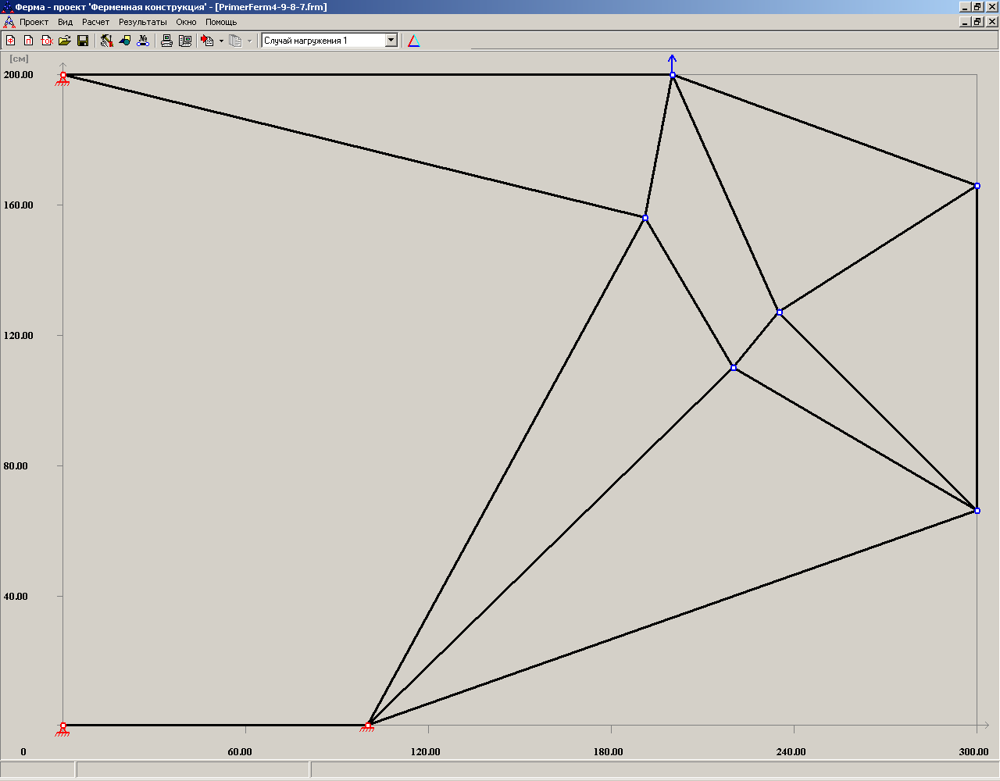 Ферма - проект 'Ферменная конструкция' - [PrimerFerm4-9-8-7.frm]
Проект Вид Расчет Результаты Окно Помощь
П ТОК № Случай нагружения 1
[см]
200.00
160.00
120.00
80.00
40.00
0 60.00 120.00 180.00 240.00 300.00